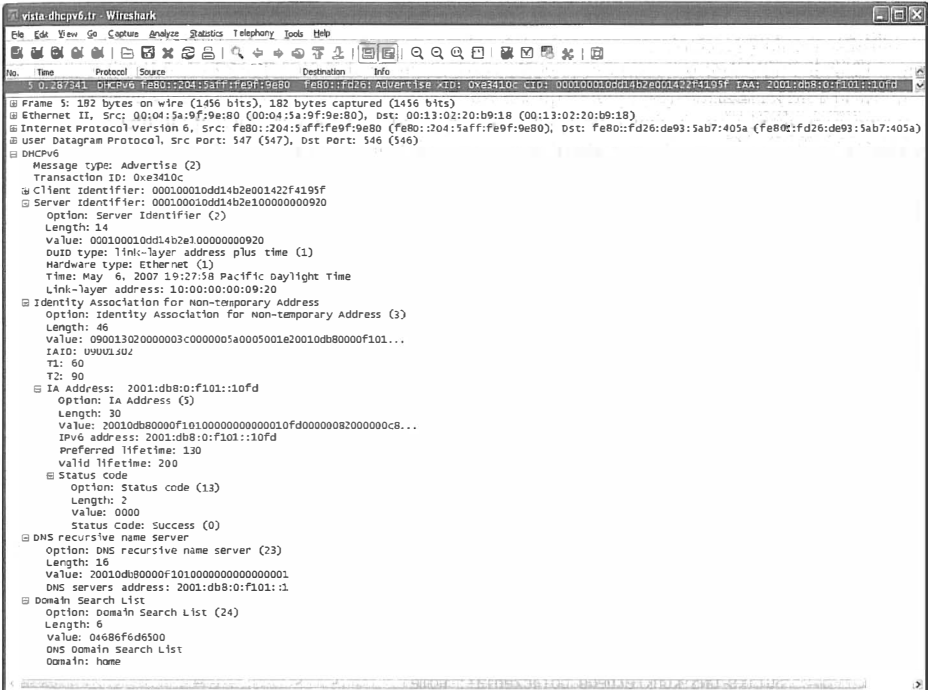 vista-dhcpv6.tr - Wireshark
File Edit View Go Capture Analyze Statistics Telephony Tools Help
No. Time Protocol Source Destination Info
5 0.287341 DHCPv6 fe80::204:5aff:fe9f:9e80 fe80::fd26: Advertise XID: 0xe3410c CID: 000100010dd14b2e001422f4195f IAA: 2001:db8:0:f101::10fd
Frame 5: 182 bytes on wire (1456 bits), 182 bytes captured (1456 bits)
Ethernet II, Src: 00:04:5a:9f:9e:80 (00:04:5a:9f:9e:80), Dst: 00:13:02:20:b9:18 (00:13:02:20:b9:18)
Internet Protocol Version 6, Src: fe80::204:5aff:fe9f:9e80 (fe80::204:5aff:fe9f:9e80), Dst: fe80::fd26:de93:5ab7:405a (fe80::fd26:de93:5ab7:405a)
User Datagram Protocol, Src Port: 547 (547), Dst Port: 546 (546)
DHCPv6
Message type: Advertise (2)
Transaction ID: 0xe3410c
Client Identifier: 000100010dd14b2e001422f4195f
Server Identifier: 000100010dd14b2e100000000920
Option: Server Identifier (2)
Length: 14
Value: 000100010dd14b2e100000000920
DUID type: link-layer address plus time (1)
Hardware type: Ethernet (1)
Time: May 6, 2007 19:27:58 Pacific Daylight Time
Link-layer address: 10:00:00:00:09:20
Identity Association for Non-temporary Address
Option: Identity Association for Non-temporary Address (3)
Length: 46
Value: 090013020000003c0000005a0005001e20010db80000f101...
IAID: 09001302
T1: 60
T2: 90
IA Address: 2001:db8:0:f101::10fd
Option: IA Address (5)
Length: 30
Value: 20010db80000f10100000000000010fd00000082000000c8...
IPv6 address: 2001:db8:0:f101::10fd
Preferred lifetime: 130
Valid lifetime: 200
Status code
Option: Status code (13)
Length: 2
Value: 0000
Status Code: Success (0)
DNS recursive name server
Option: DNS recursive name server (23)
Length: 16
Value: 20010db80000f1010000000000000001
DNS servers address: 2001:db8:0:f101::1
Domain Search List
Option: Domain Search List (24)
Length: 6
Value: 04686f6d6500
DNS Domain Search List
Domain: home